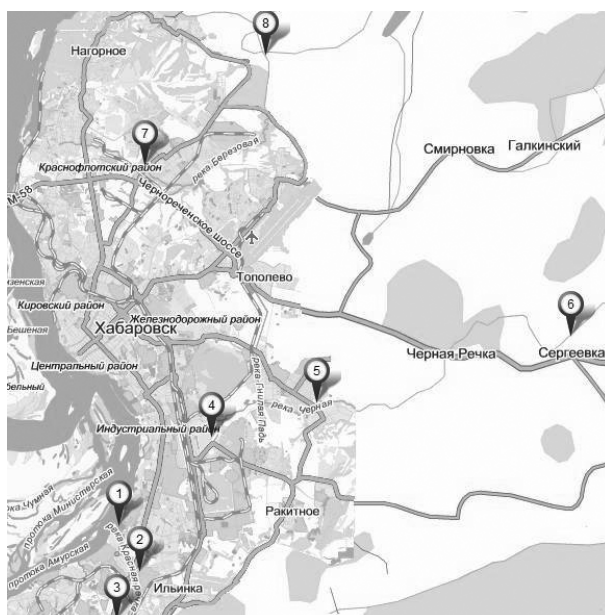 8
Нагорное
7
Краснофлотский район
река Березовая
Смирновка
Галкинский
М-58
Чернореченское шоссе
Тополево
Кировский район
Железнодорожный район
Хабаровск
Бешеная
6
Черная Речка
Сергеевка
Центральный район
река Гнилая Падь
5
река Черная
4
Индустриальный район
1
протока Министерская
Ракитное
река Красная
2
протока Амурская
3
Ильинка